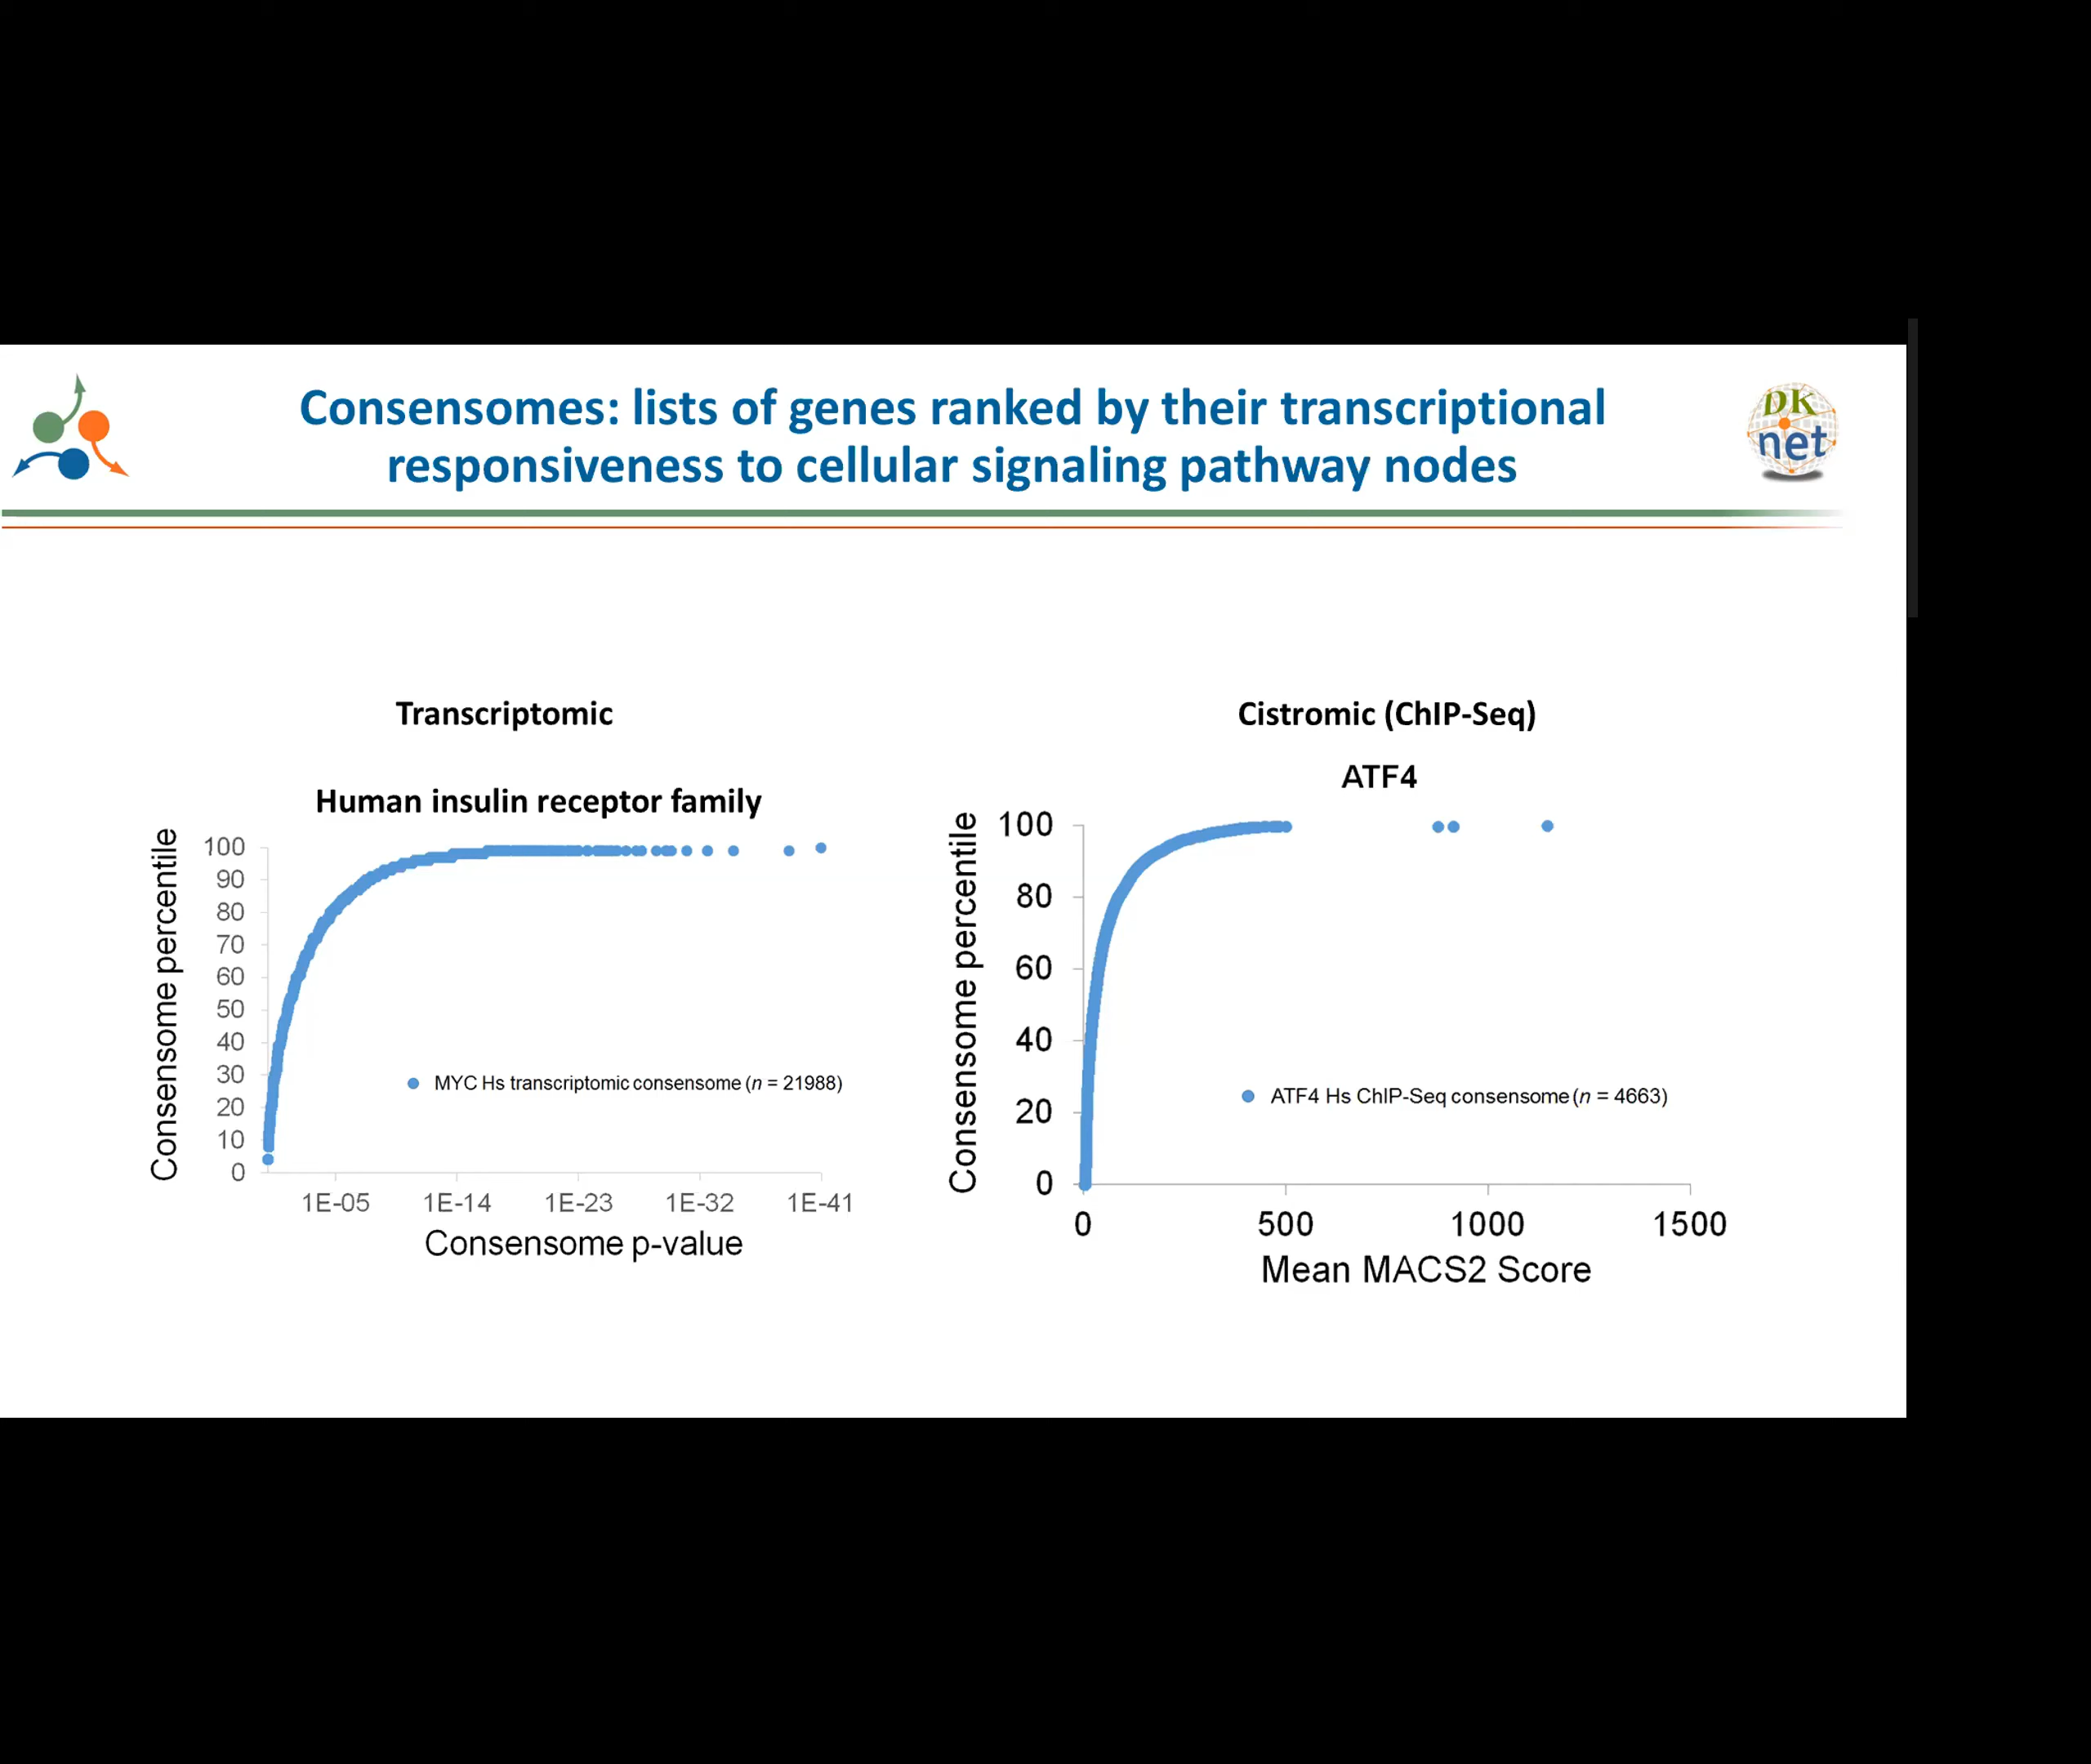 Consensomes: lists of genes ranked by their transcriptional
responsiveness to cellular signaling pathway nodes
DK
net
Transcriptomic
Human insulin receptor family
Consensome percentile
100
90
80
70
60
50
40
30
20
10
0
MYC Hs transcriptomic consensome (n = 21988)
1E-05 1E-14 1E-23 1E-32 1E-41
Consensome p-value
Cistromic (ChIP-Seq)
ATF4
Consensome percentile
100
80
60
40
20
0
ATF4 Hs ChIP-Seq consensome (n = 4663)
0 500 1000 1500
Mean MACS2 Score